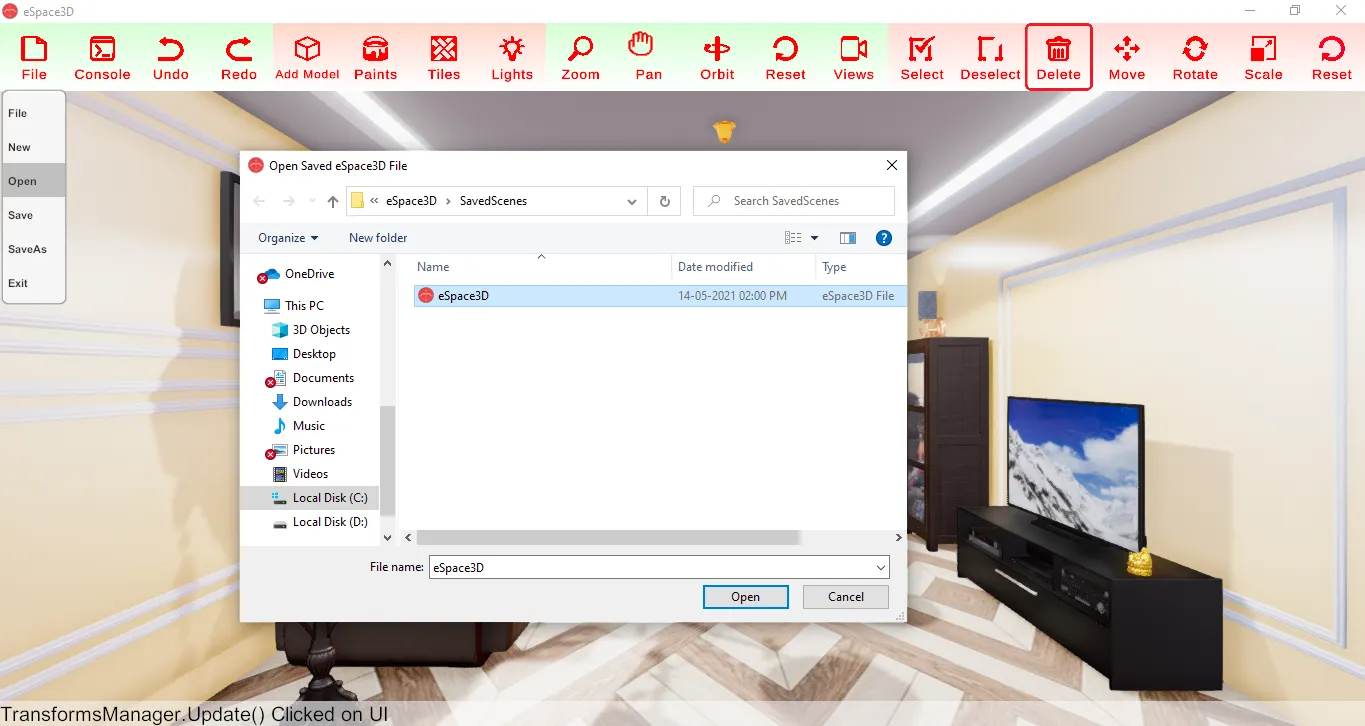 eSpace3D
File Console Undo Redo Add Model Paints Tiles Lights Zoom Pan Orbit Reset Views Select Deselect Delete Move Rotate Scale Reset
File
New
Open
Save
SaveAs
Exit
Open Saved eSpace3D File
« eSpace3D › SavedScenes
Search SavedScenes
Organize
New folder
?
OneDrive
This PC
3D Objects
Desktop
Documents
Downloads
Music
Pictures
Videos
Local Disk (C:)
Local Disk (D:)
Name Date modified Type
eSpace3D 14-05-2021 02:00 PM eSpace3D File
File name: eSpace3D
Open Cancel
TransformsManager.Update() Clicked on UI